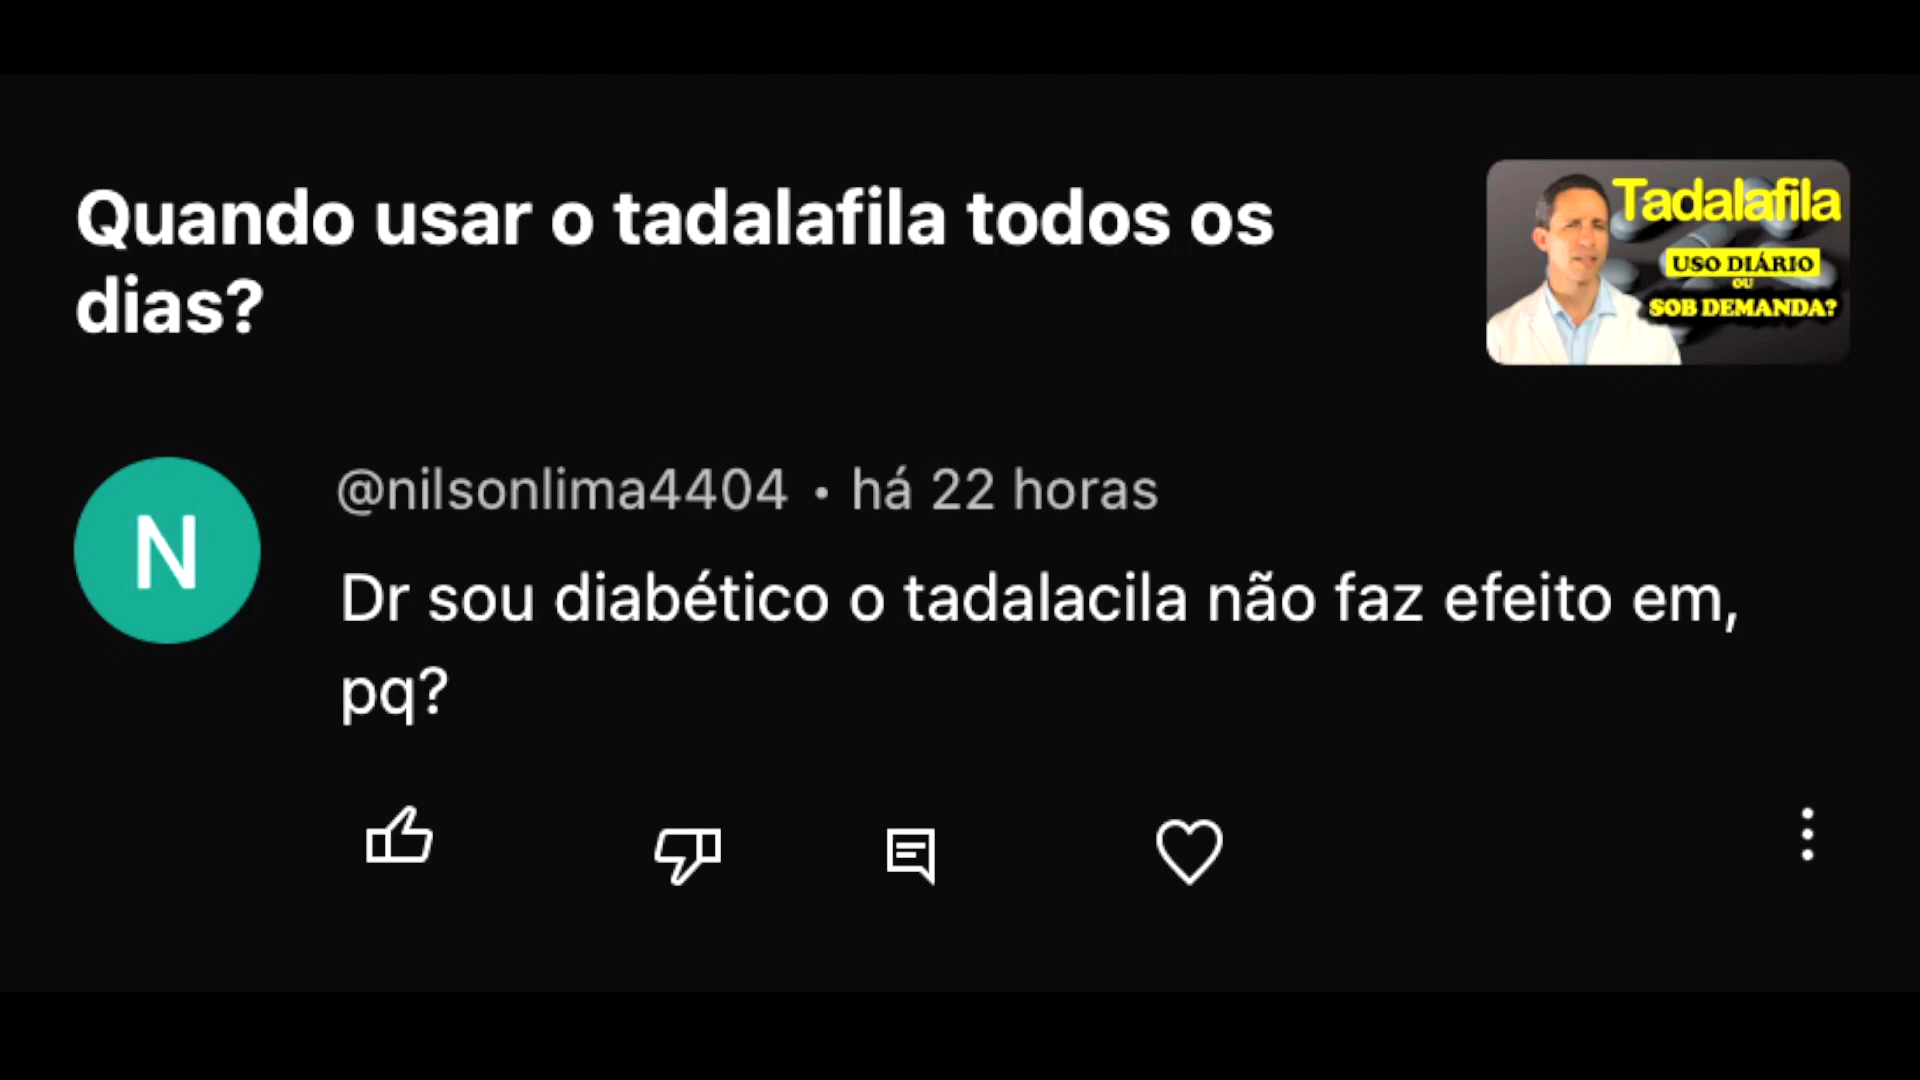 Quando usar o tadalafila todos os
dias?
Tadalafila
USO DIÁRIO
OU
SOB DEMANDA?
N
@nilsonlima4404 • há 22 horas
Dr sou diabético o tadalacila não faz efeito em,
pq?